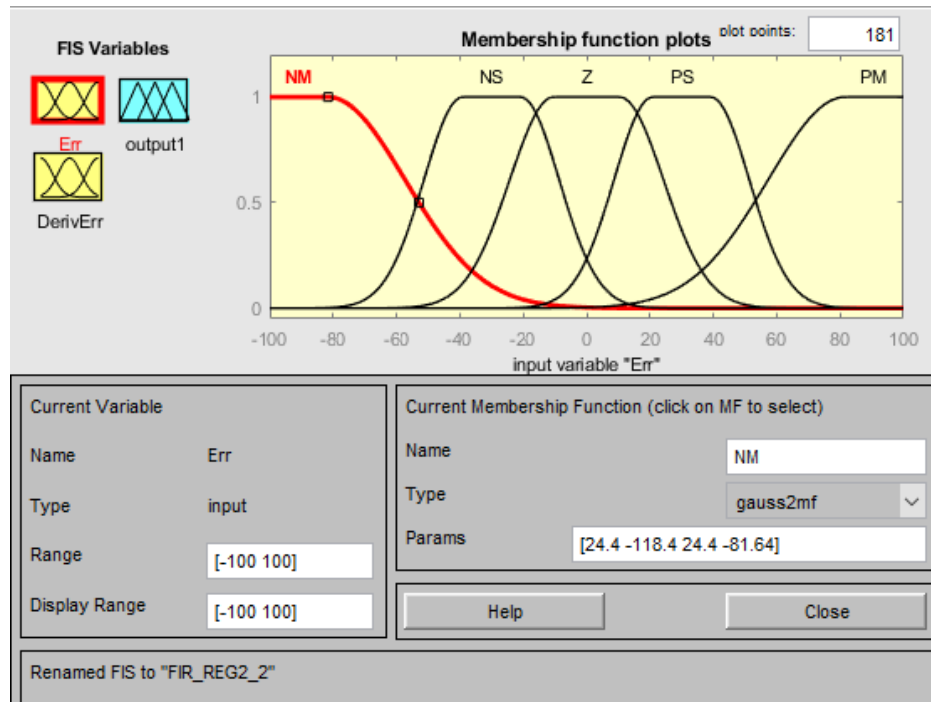 FIS Variables
Membership function plots
plot points:
181
NM
NS
Z
PS
PM
Err
output1
DerivErr
1
0.5
0
-100
-80
-60
-40
-20
0
20
40
60
80
100
input variable "Err"
Current Variable
Name
Err
Type
input
Range
[-100 100]
Display Range
[-100 100]
Current Membership Function (click on MF to select)
Name
NM
Type
gauss2mf
Params
[24.4 -118.4 24.4 -81.64]
Help
Close
Renamed FIS to "FIR_REG2_2"